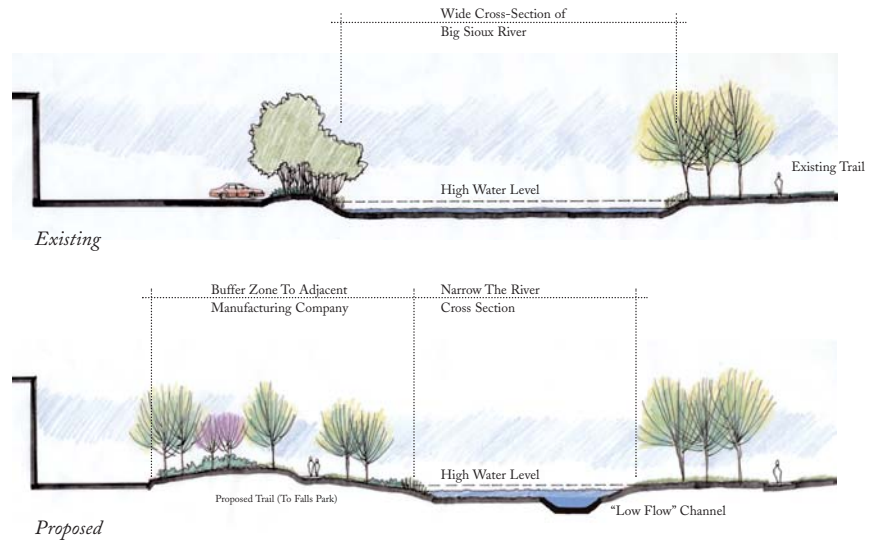 Wide Cross-Section of
Big Sioux River
Existing Trail
High Water Level
Existing
Buffer Zone To Adjacent
Manufacturing Company
Narrow The River
Cross Section
High Water Level
Proposed Trail (To Falls Park)
"Low Flow" Channel
Proposed